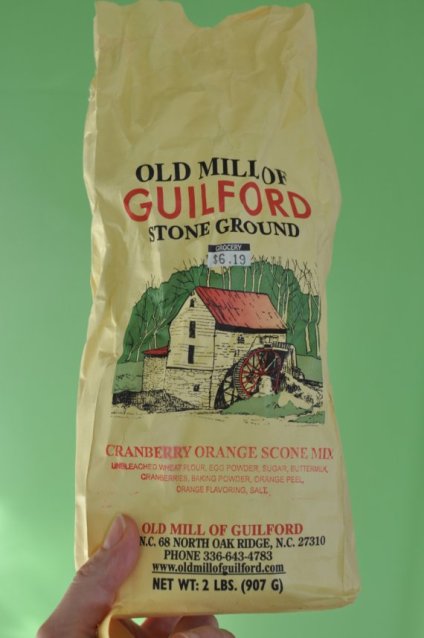 OLD MILL OF
GUILFORD
STONE GROUND
GROCERY
$6.19
CRANBERRY ORANGE SCONE MIX
UNBLEACHED WHEAT FLOUR, EGG POWDER, SUGAR, BUTTERMILK,
CRANBERRIES, BAKING POWDER, ORANGE PEEL,
ORANGE FLAVORING, SALT.
OLD MILL OF GUILFORD
N.C. 68 NORTH OAK RIDGE, N.C. 27310
PHONE 336-643-4783
www.oldmillofguilford.com
NET WT: 2 LBS. (907 G)